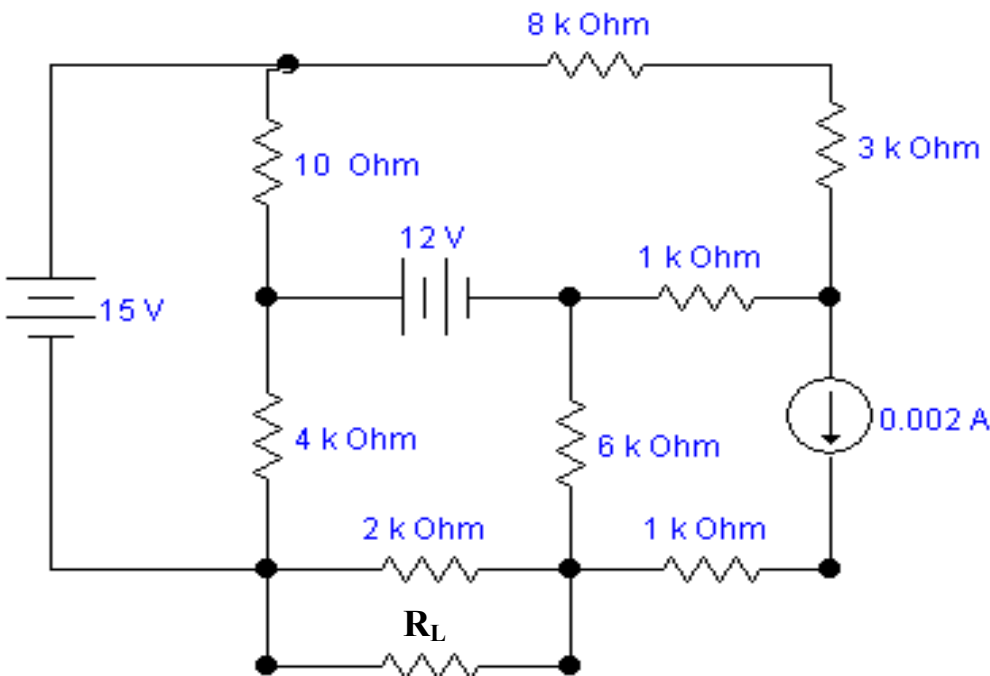 8 k Ohm
10 Ohm
3 k Ohm
12 V
1 k Ohm
15 V
4 k Ohm
6 k Ohm
0.002 A
2 k Ohm
1 k Ohm
RL